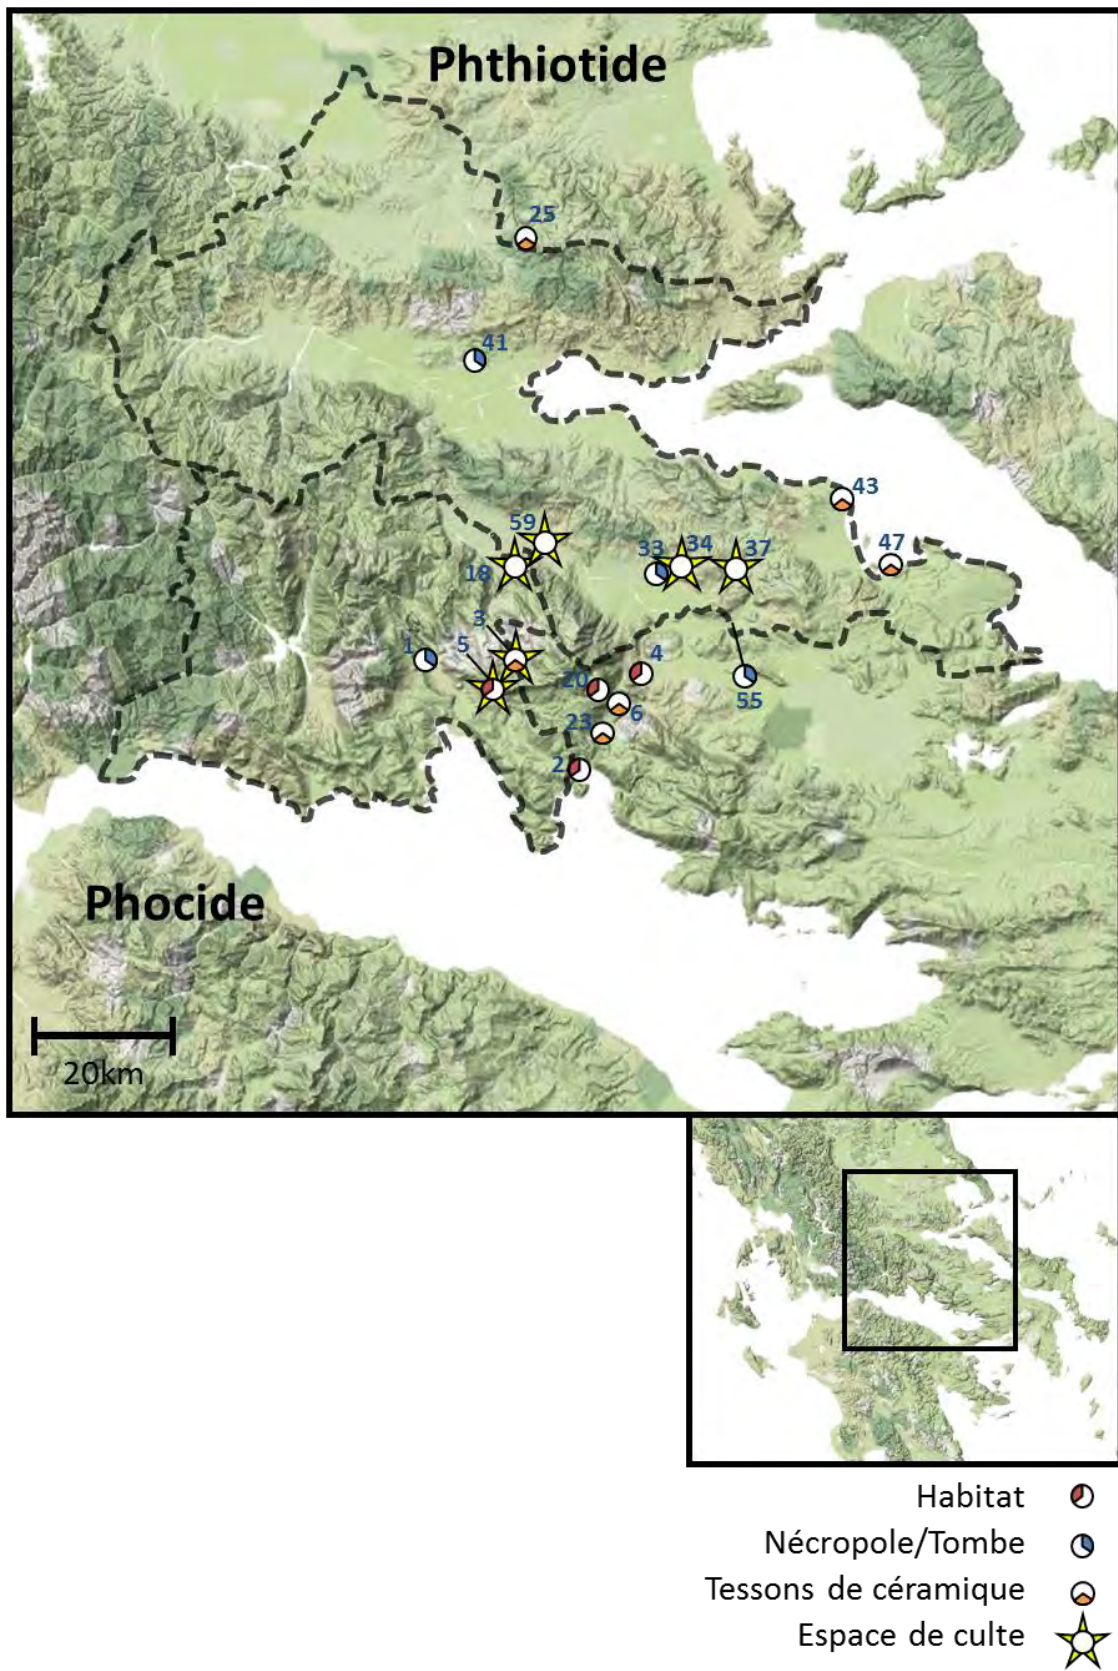 Phthiotide
25
41
43
59
47
33
34
37
18
3
1
5
4
20
6
55
23
2
Phocide
20km
Habitat
Nécropole/Tombe
Tessons de céramique
Espace de culte